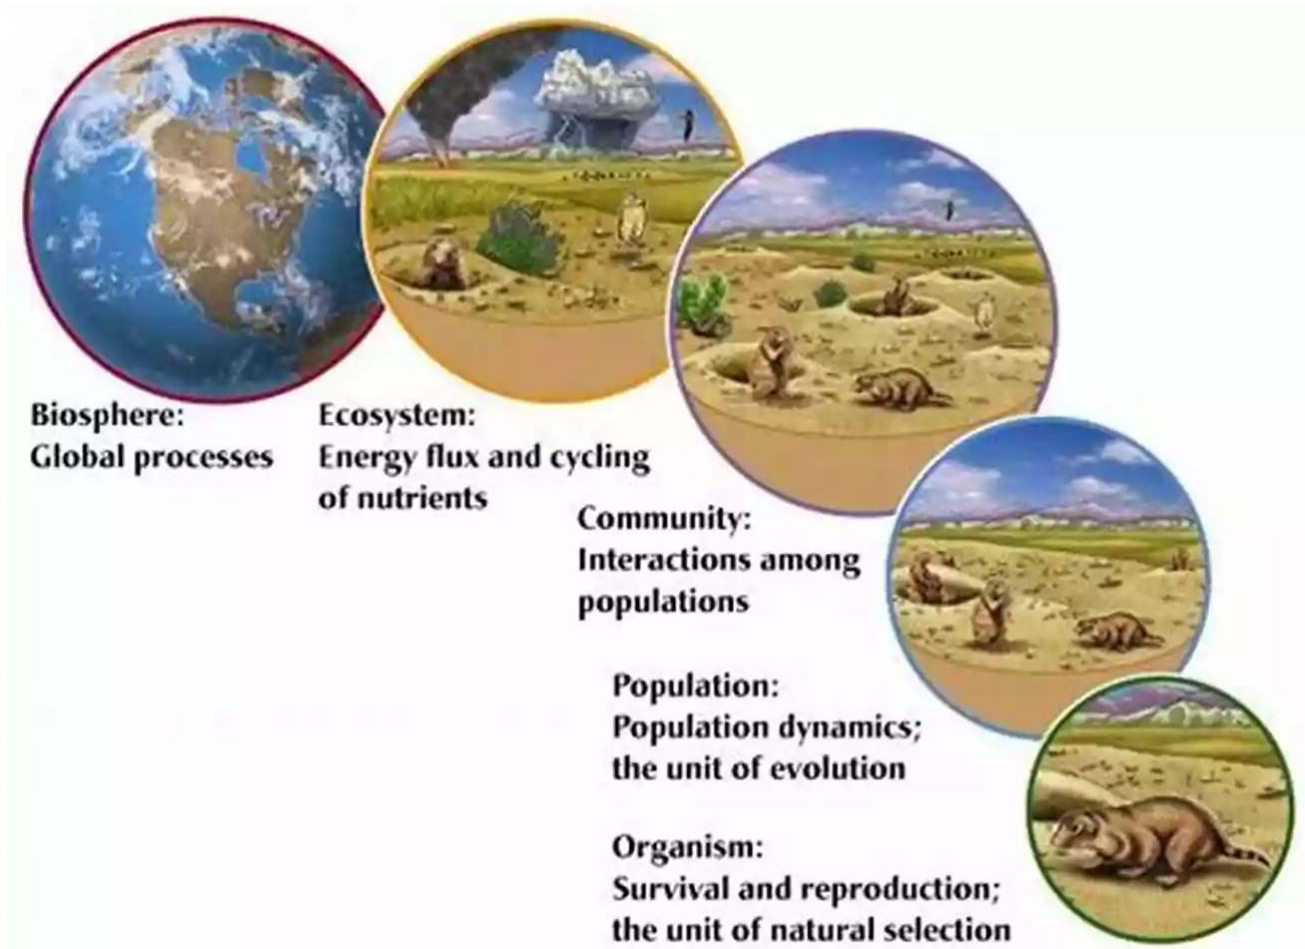 Biosphere:
Global processes
Ecosystem:
Energy flux and cycling
of nutrients
Community:
Interactions among
populations
Population:
Population dynamics;
the unit of evolution
Organism:
Survival and reproduction;
the unit of natural selection